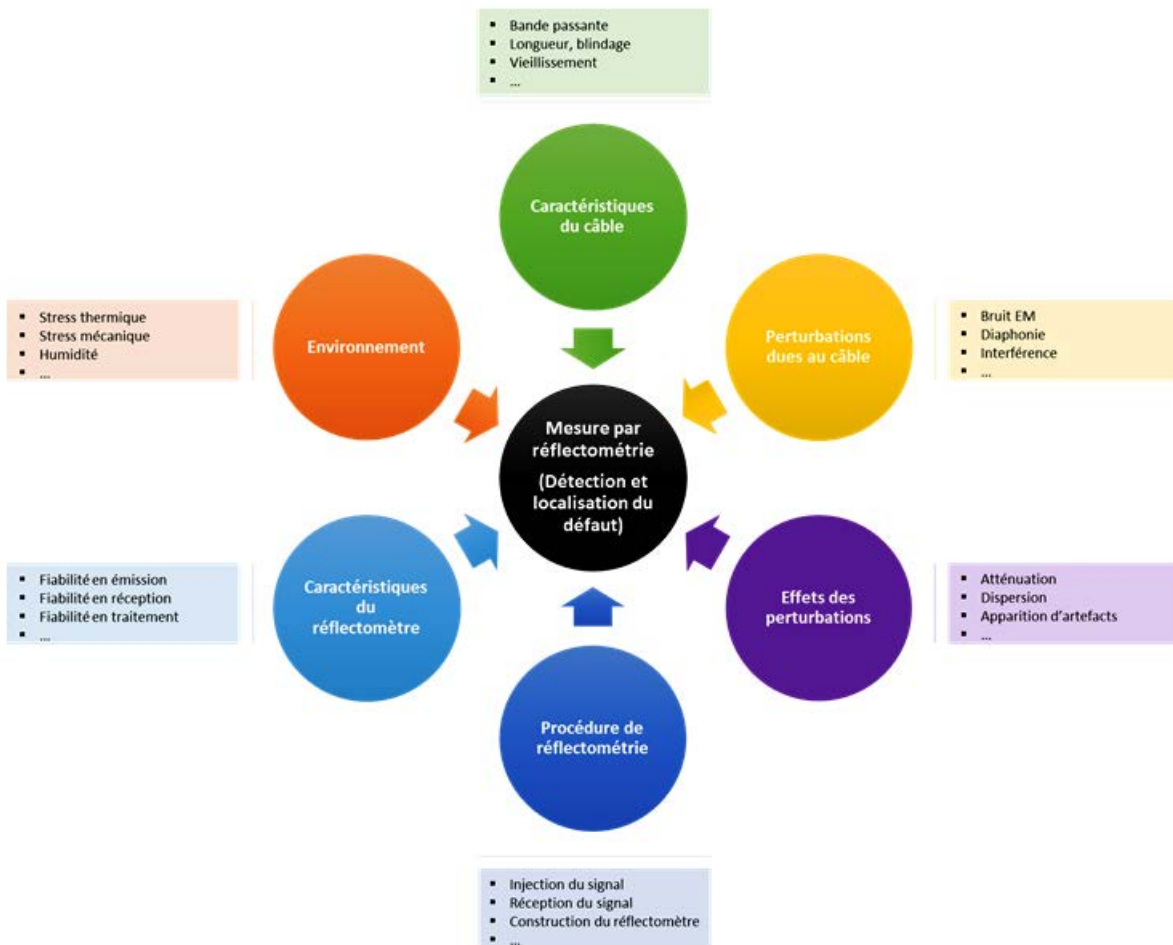 ▪ Bande passante
▪ Longueur, blindage
▪ Vieillissement
▪ ...
Caractéristiques
du câble
▪ Stress thermique
▪ Stress mécanique
▪ Humidité
▪ ...
Environnement
Perturbations
dues au câble
▪ Bruit EM
▪ Diaphonie
▪ Interférence
▪ ...
Mesure par
réflectométrie
(Détection et
localisation du
défaut)
▪ Fiabilité en émission
▪ Fiabilité en réception
▪ Fiabilité en traitement
▪ ...
Caractéristiques
du
réflectomètre
Effets des
perturbations
▪ Atténuation
▪ Dispersion
▪ Apparition d'artefacts
▪ ...
Procédure de
réflectométrie
▪ Injection du signal
▪ Réception du signal
▪ Construction du réflectomètre
▪ ...